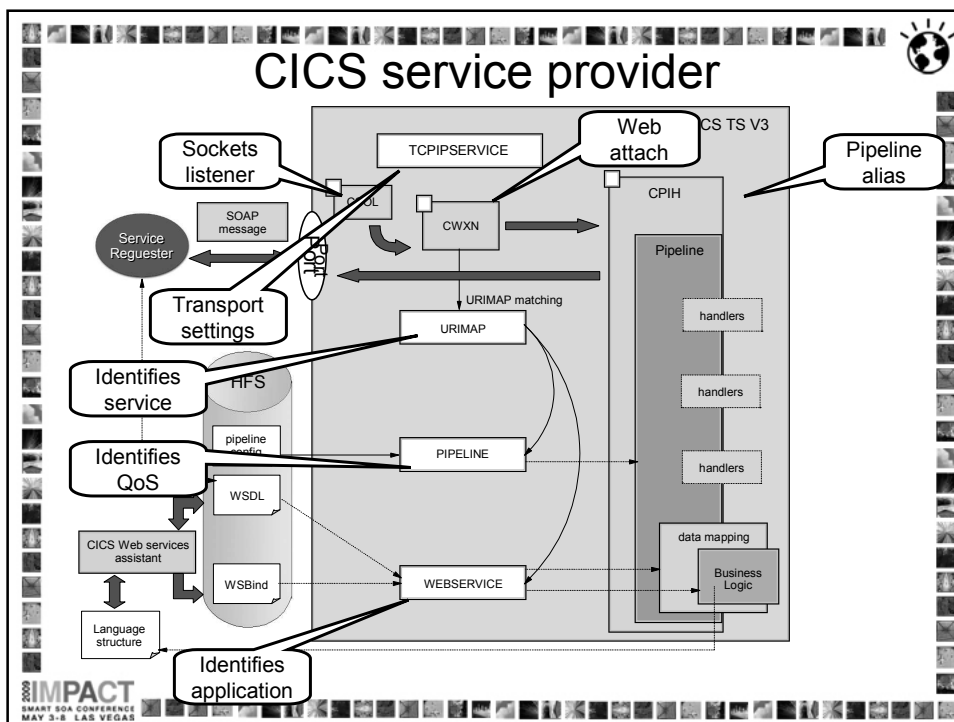 CICS service provider
CS TS V3
Sockets
listener
TCPIPSERVICE
Web
attach
Pipeline
alias
SOAP
message
CWXN
CPIH
Service
Reguester
Port
Pipeline
Transport
settings
URIMAP matching
handlers
URIMAP
Identifies
service
HFS
handlers
pipeline
config
PIPELINE
Identifies
QoS
handlers
WSDL
CICS Web services
assistant
data mapping
WSBind
WEBSERVICE
Business
Logic
Language
structure
Identifies
application
2009 IMPACT
SMART SOA CONFERENCE
MAY 3-8 LAS VEGAS